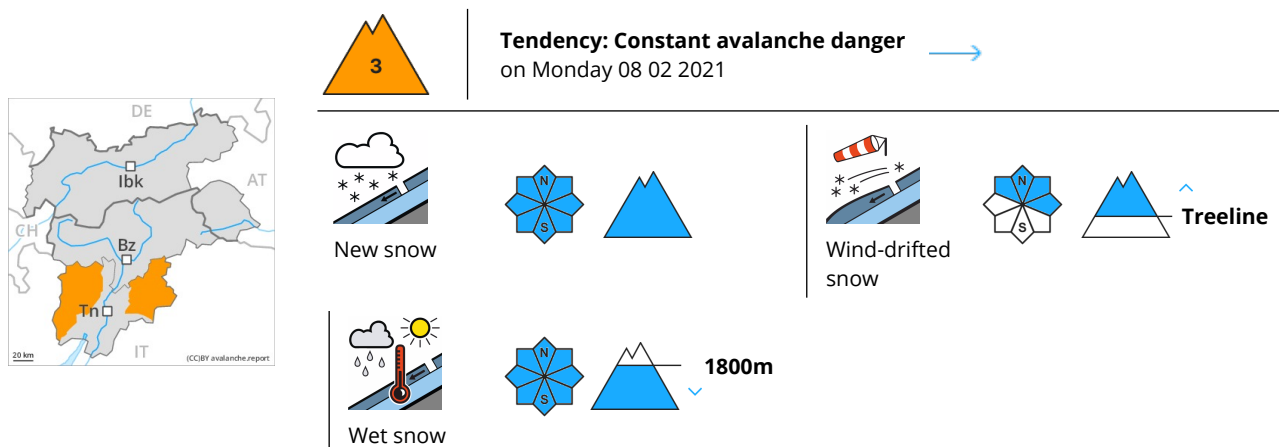 3
Tendency: Constant avalanche danger
on Monday 08 02 2021
DE
Ibk
AT
CH
Bz
Tn
IT
20 km
(CC)BY avalanche.report
N
S
New snow
N
S
Treeline
Wind-drifted
snow
N
S
1800m
Wet snow